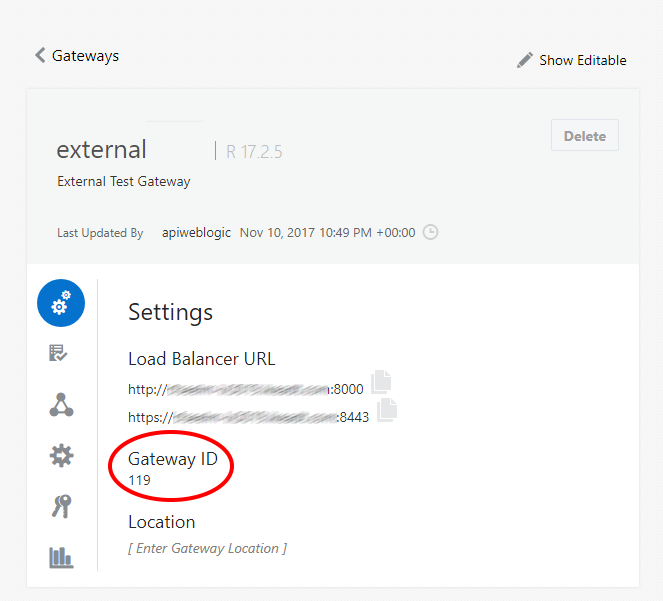 Gateways
Show Editable
external | R 17.2.5
Delete
External Test Gateway
Last Updated By apiweblogic Nov 10, 2017 10:49 PM +00:00
Settings
Load Balancer URL
http:// :8000
https:// :8443
Gateway ID
119
Location
[ Enter Gateway Location ]